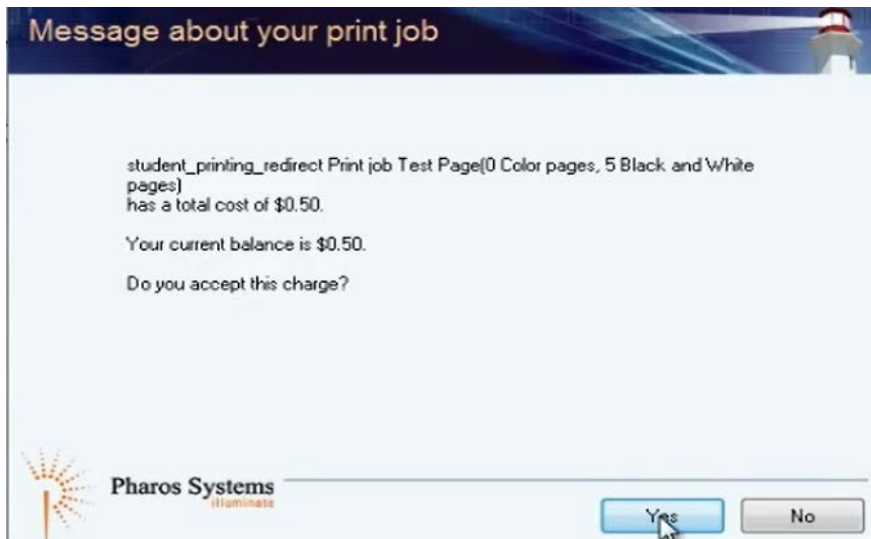 Message about your print job
student_printing_redirect Print job Test Page(0 Color pages, 5 Black and White
pages)
has a total cost of $0.50.
Your current balance is $0.50.
Do you accept this charge?
Pharos Systems
illuminate
Yes
No